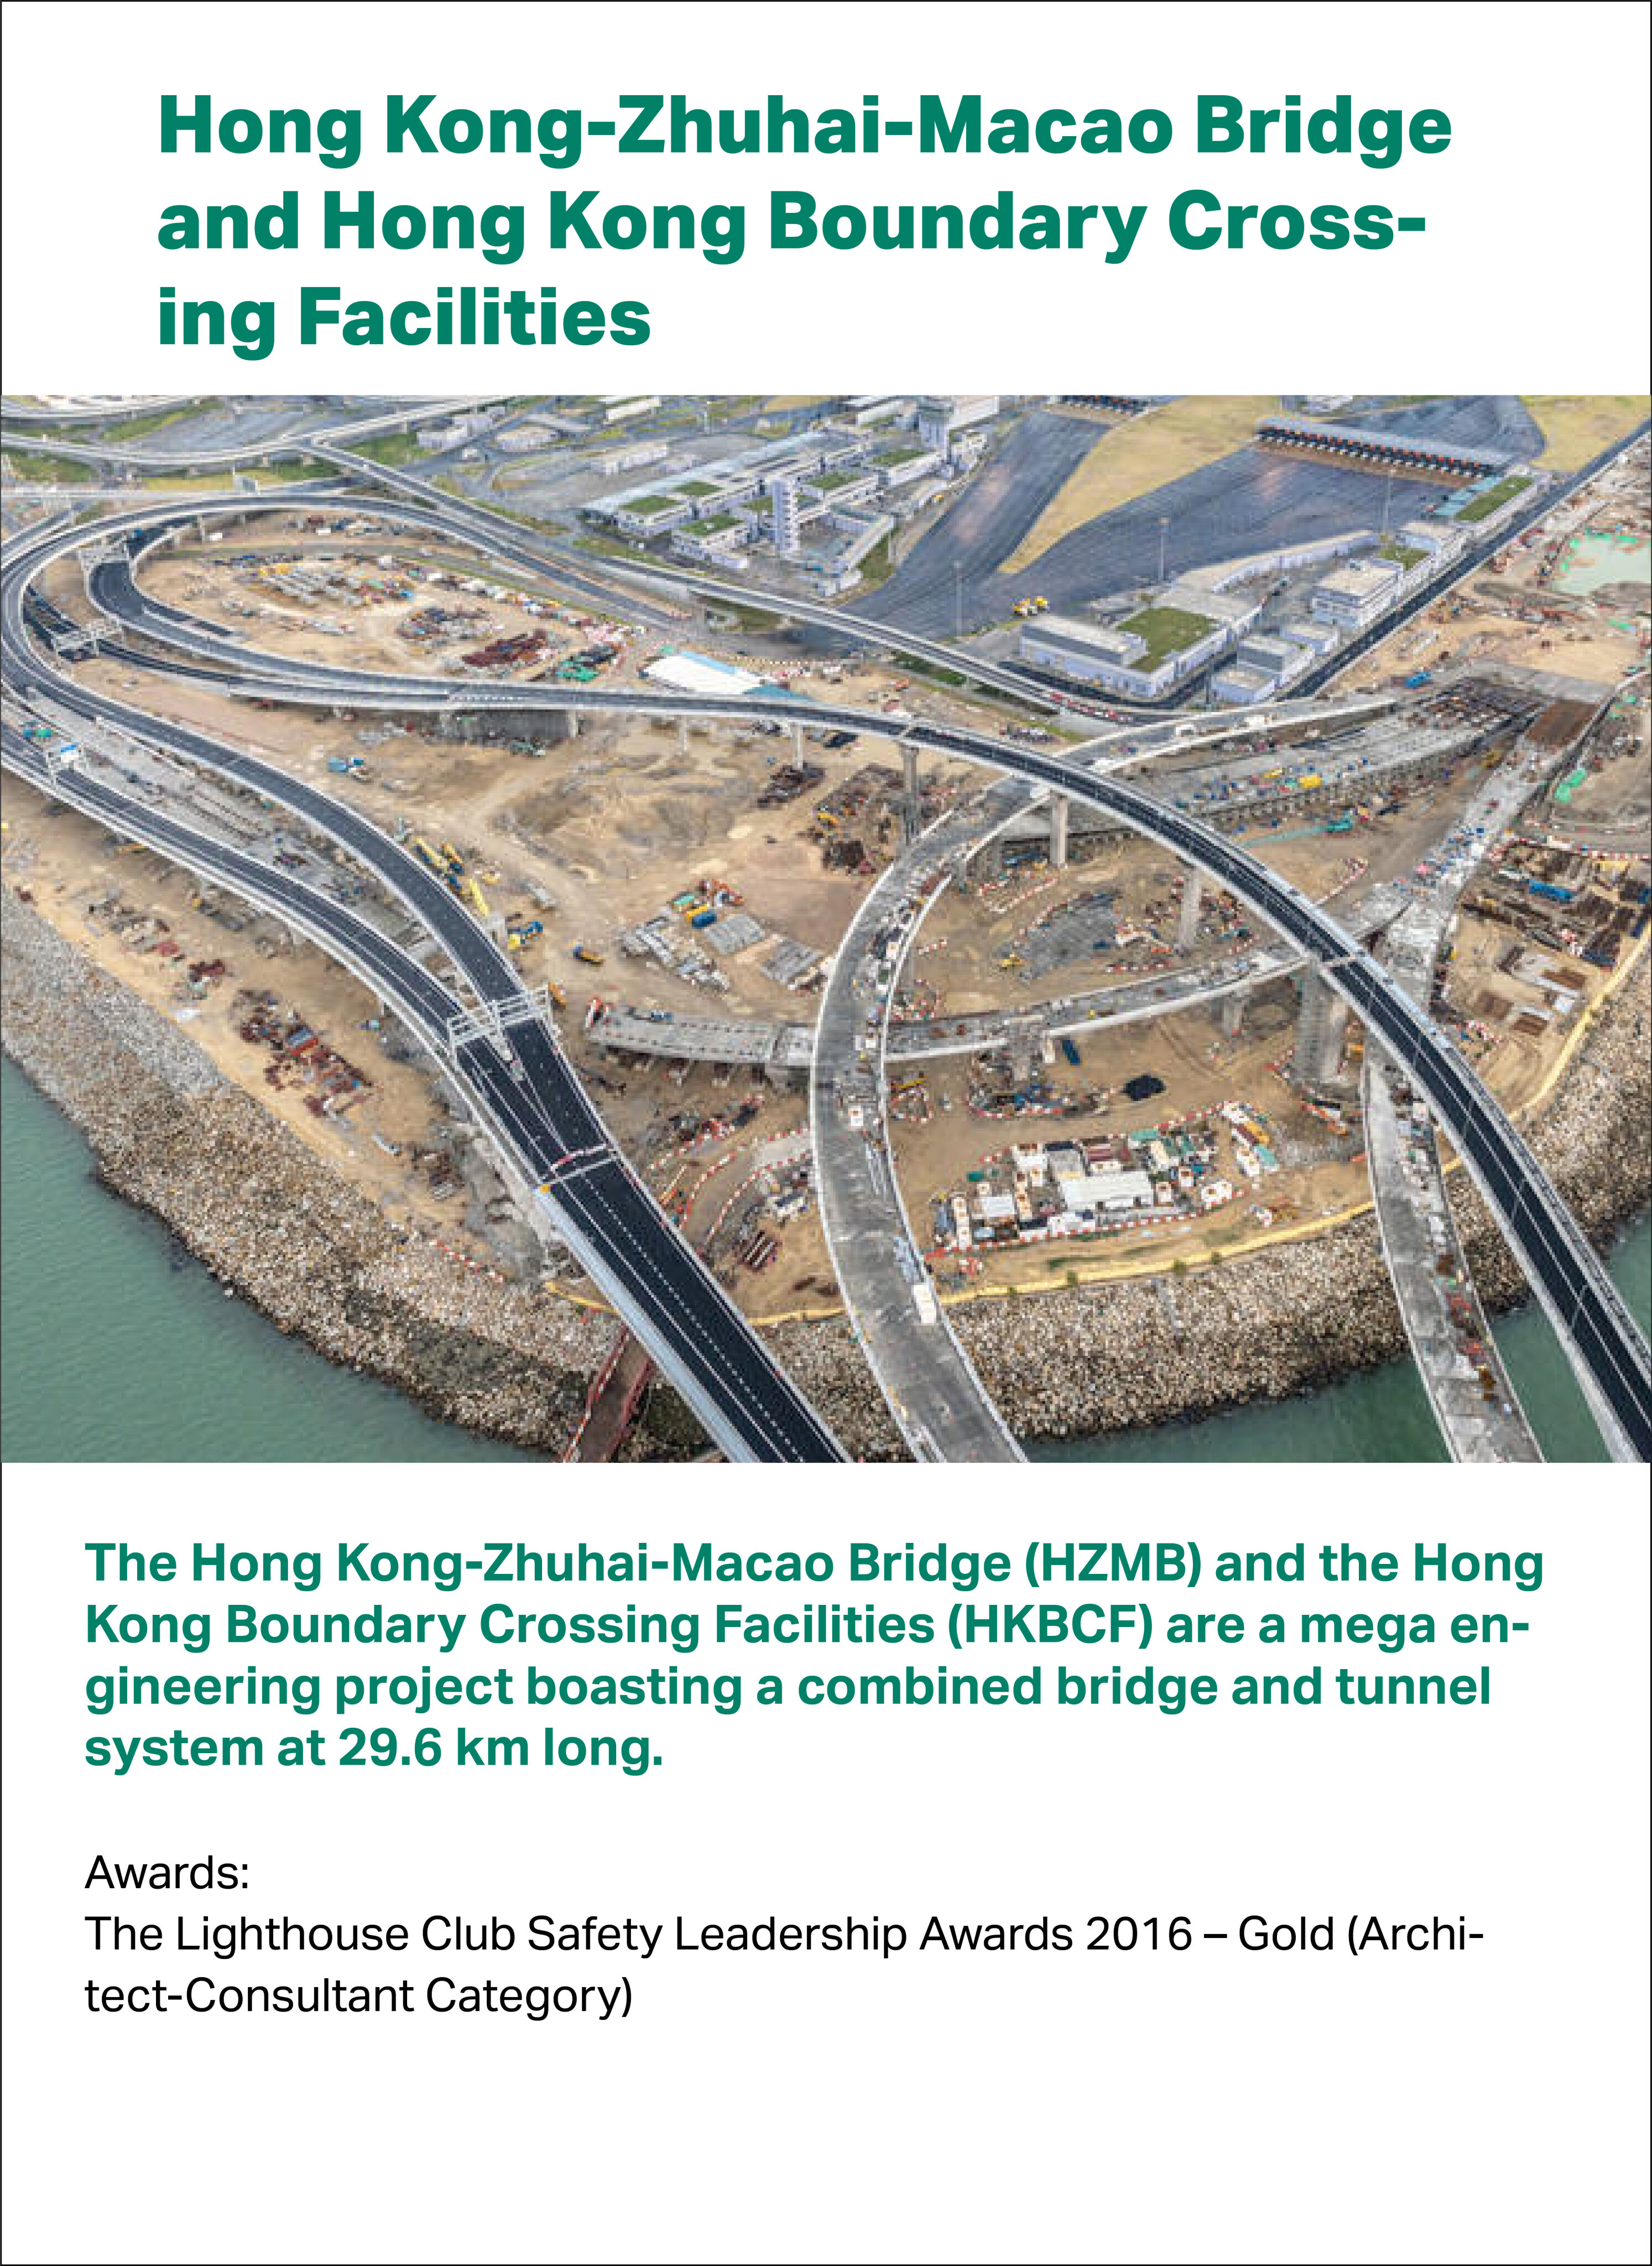 Hong Kong-Zhuhai-Macao Bridge
and Hong Kong Boundary Cross-
ing Facilities
The Hong Kong-Zhuhai-Macao Bridge (HZMB) and the Hong
Kong Boundary Crossing Facilities (HKBCF) are a mega en-
gineering project boasting a combined bridge and tunnel
system at 29.6 km long.
Awards:
The Lighthouse Club Safety Leadership Awards 2016 – Gold (Archi-
tect-Consultant Category)